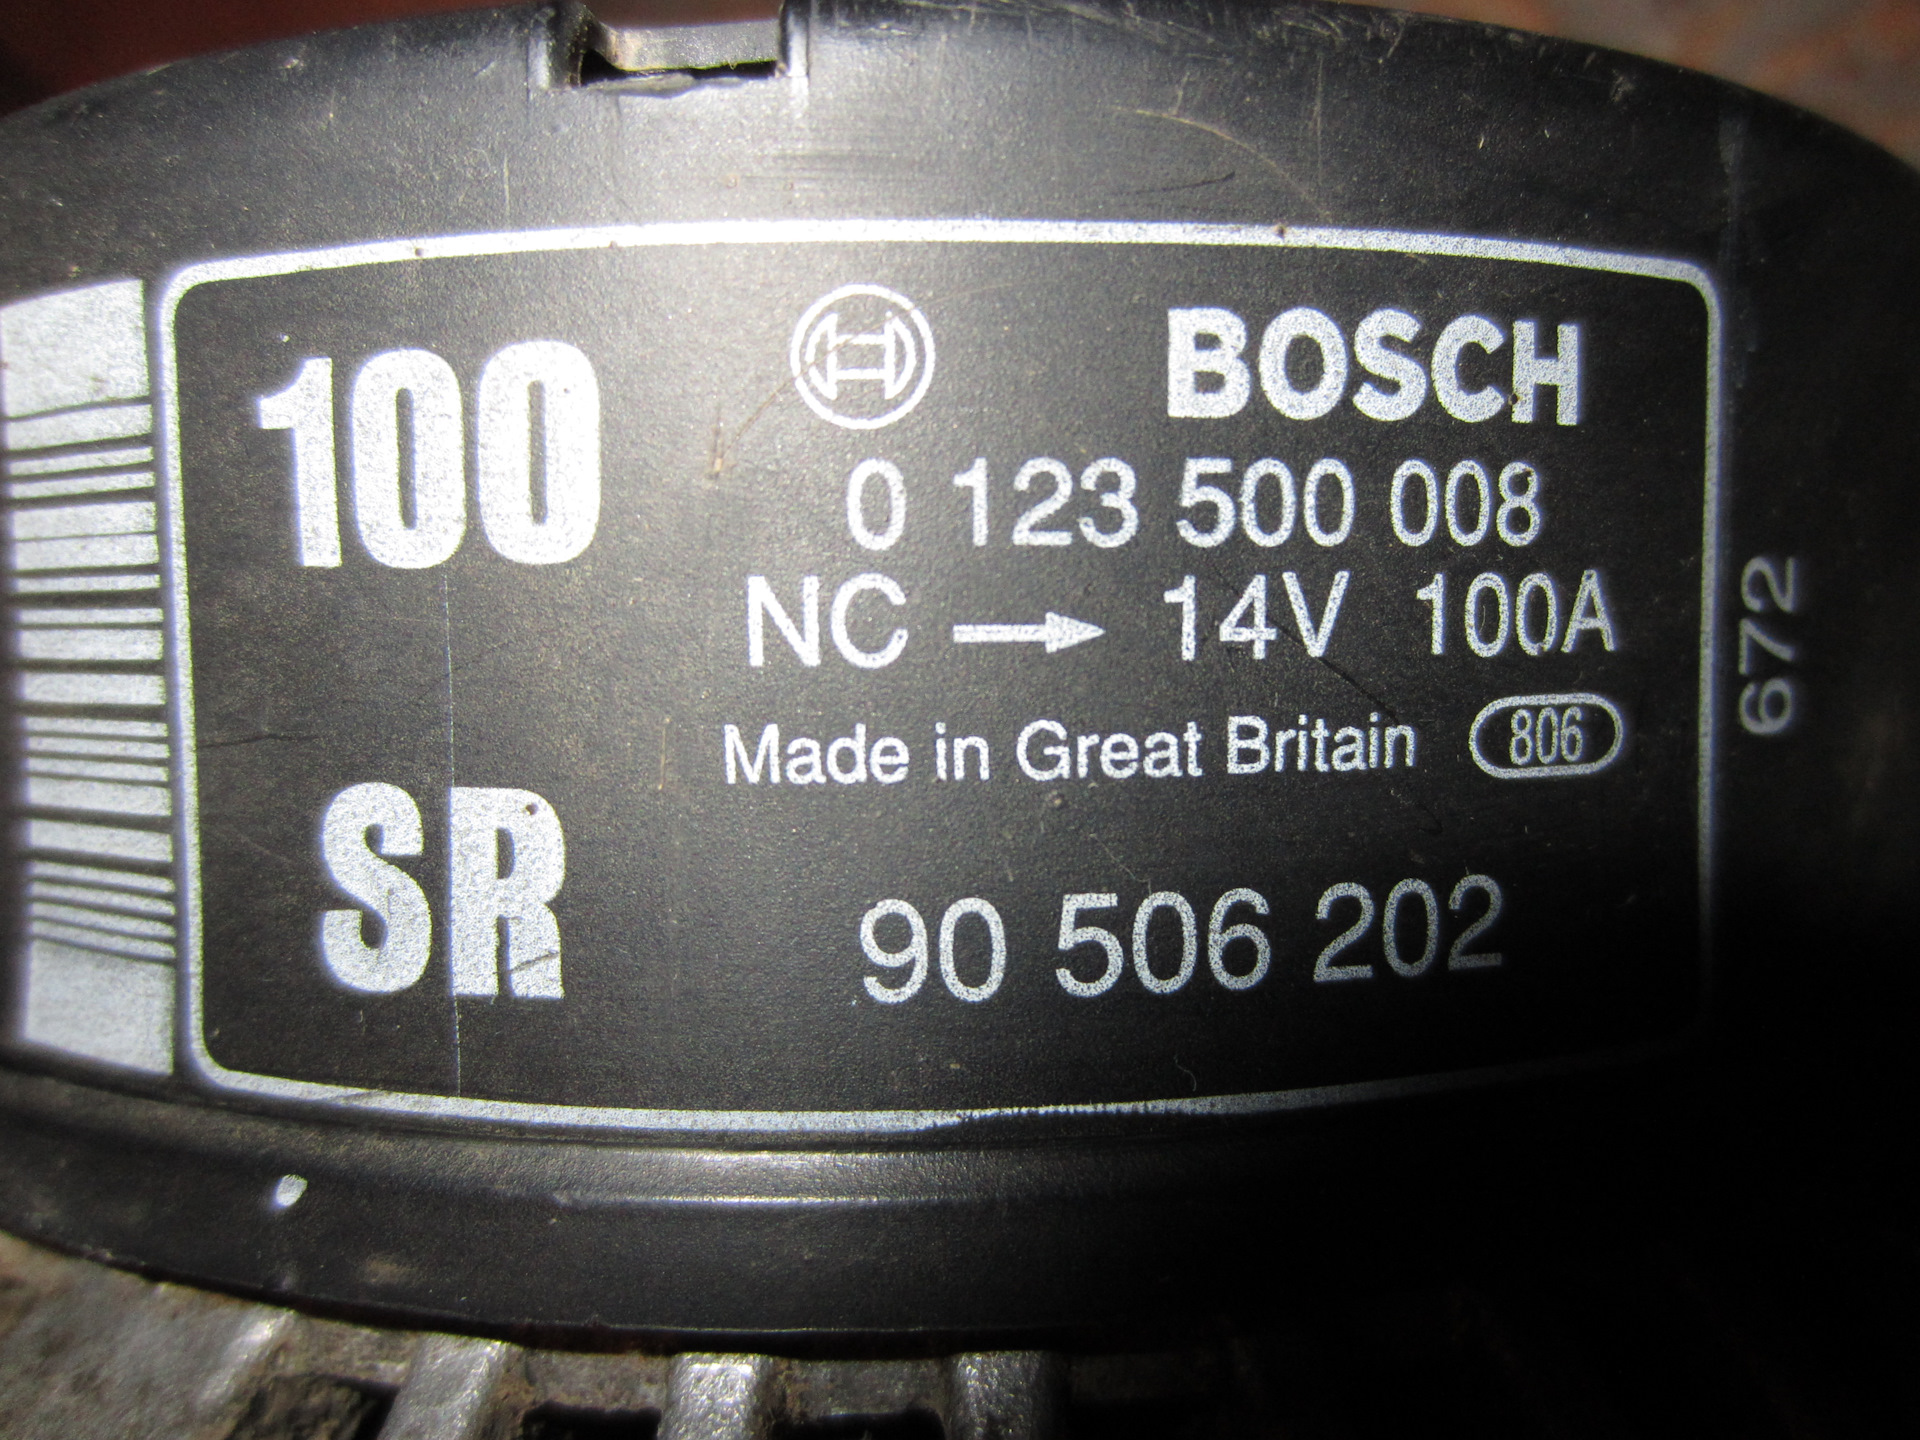 100
BOSCH
0 123 500 008
NC → 14V 100A
Made in Great Britain 806
SR
90 506 202
672